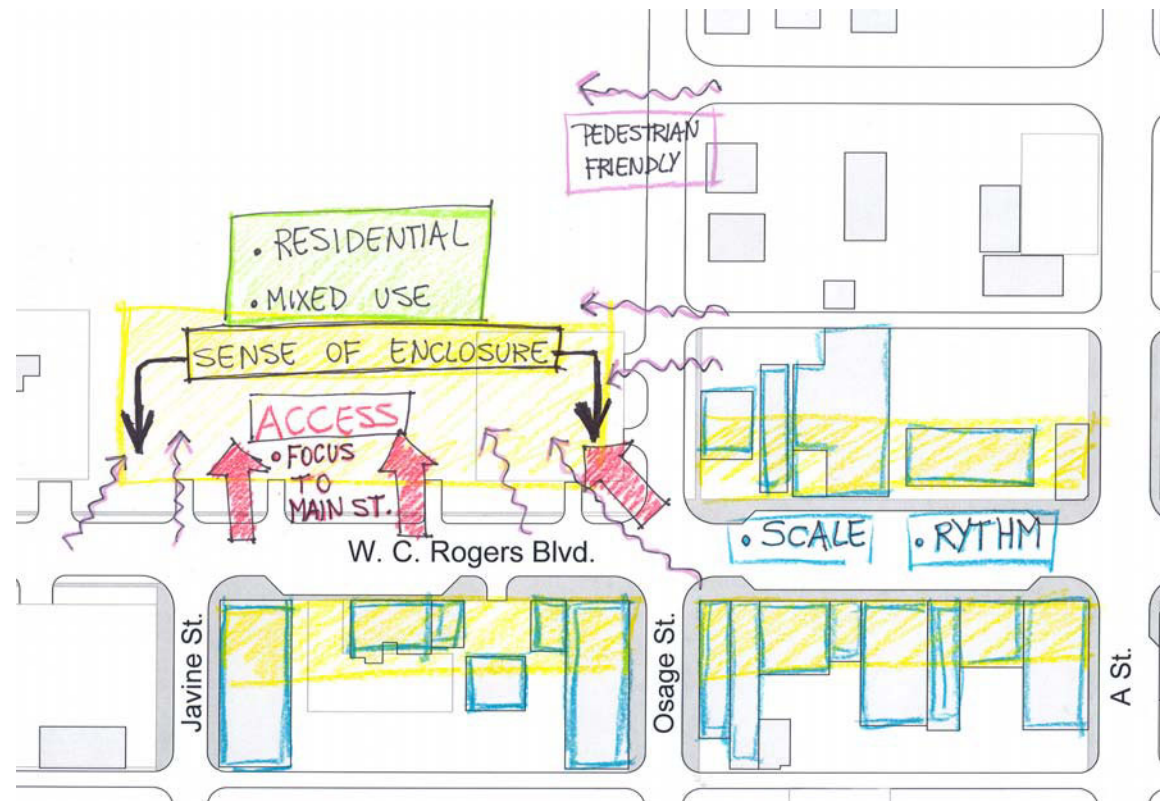 PEDESTRIAN
FRIENDLY
• RESIDENTIAL
• MIXED USE
SENSE OF ENCLOSURE
ACCESS
• FOCUS
TO
MAIN ST.
• SCALE
• RYTHM
W. C. Rogers Blvd.
Javine St.
Osage St.
A St.